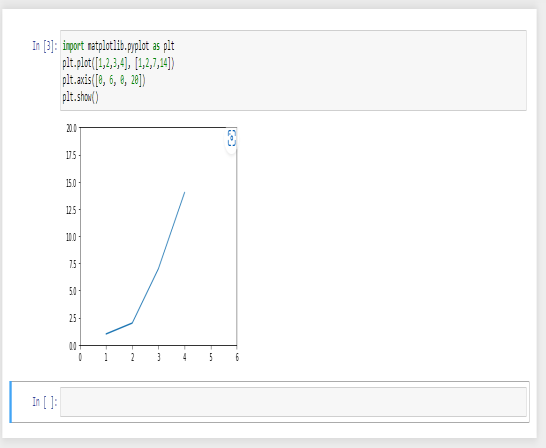 In [3]: import matplotlib.pyplot as plt
plt.plot([1,2,3,4], [1,2,7,14])
plt.axis([0, 6, 0, 20])
plt.show()
20.0
17.5
15.0
12.5
10.0
7.5
5.0
2.5
0.0
0 1 2 3 4 5 6
In [ ]: